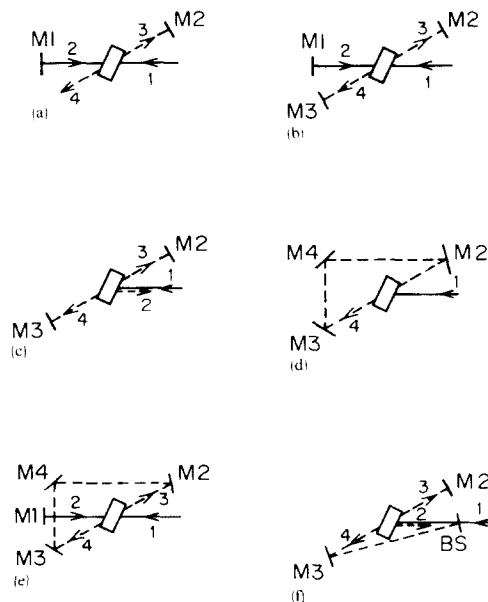 M1 2 3 M2
4 1
(a)
M1 2 3 M2
M3 4 1
(b)
3 M2
1
2
M3 4
(c)
M4 M2
1
M3 4
(d)
M4 M2
M1 2 3
M3 4 1
(e)
3 M2
4 2 1
BS
M3
(f)